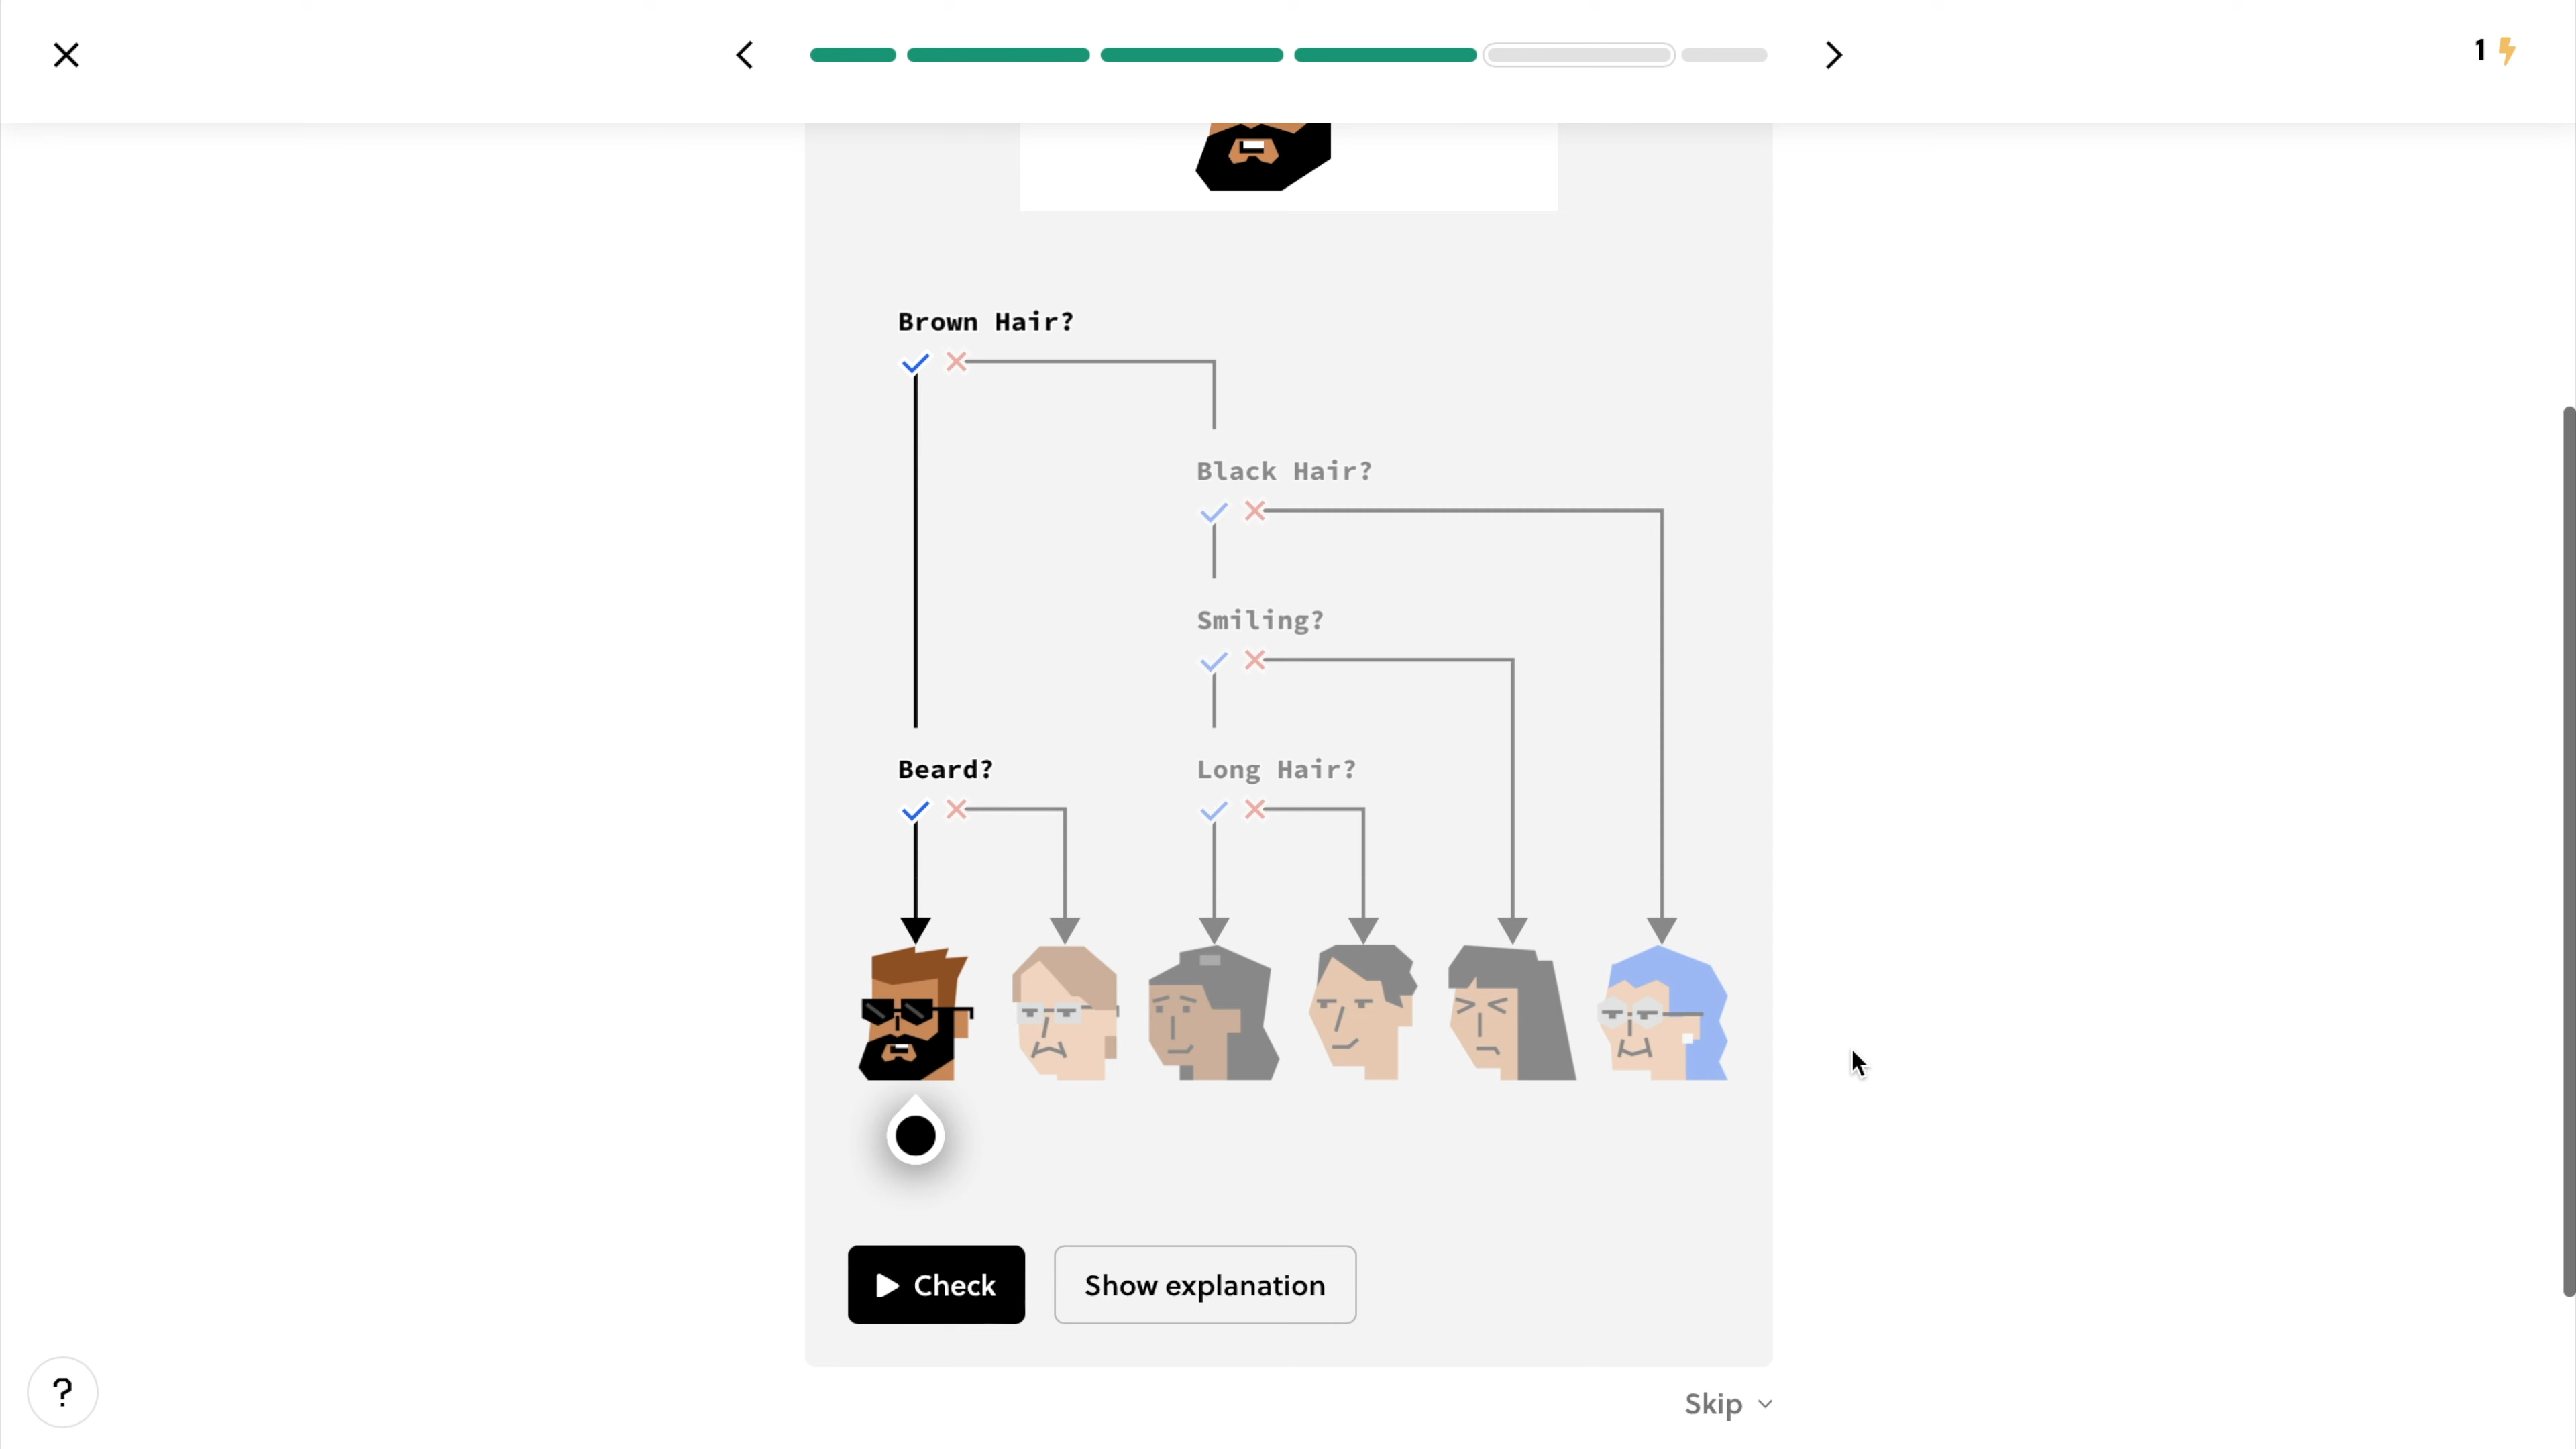 1
Brown Hair?
Black Hair?
Smiling?
Beard?
Long Hair?
Check
Show explanation
Skip
?